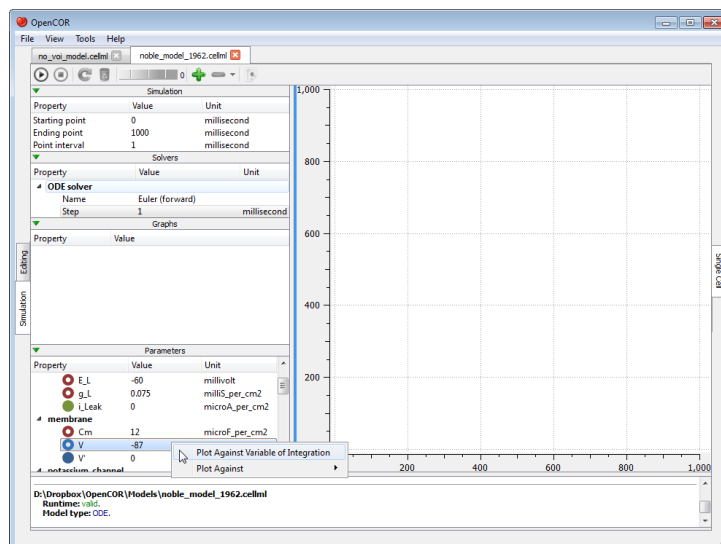 OpenCOR
File View Tools Help
no_voi_model.cellml noble_model_1962.cellml
0
Simulation
Property Value Unit
Starting point 0 millisecond
Ending point 1000 millisecond
Point interval 1 millisecond
Solvers
Property Value Unit
ODE solver
Name Euler (forward)
Step 1 millisecond
Graphs
Property Value
Editing
Simulation
Parameters
Property Value Unit
E_L -60 millivolt
g_L 0.075 milliS_per_cm2
i_Leak 0 microA_per_cm2
membrane
Cm 12 microF_per_cm2
V -87
V' 0
potassium_channel
Plot Against Variable of Integration
Plot Against
1,000
800
600
400
200
200 400 600 800 1,000
Single Cell
D:\Dropbox\OpenCOR\Models\noble_model_1962.cellml
Runtime: valid.
Model type: ODE.